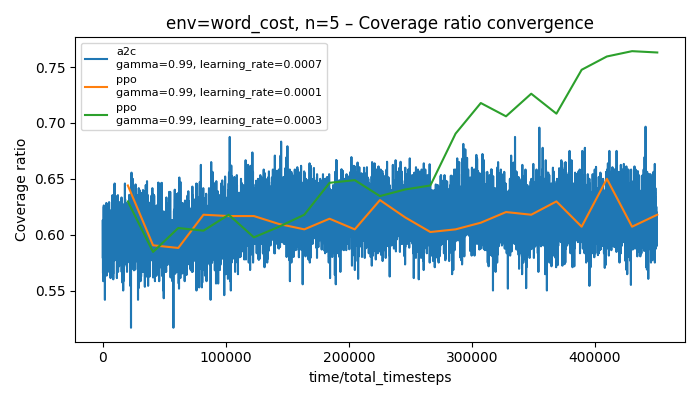 env=word_cost, n=5 – Coverage ratio convergence
a2c
gamma=0.99, learning_rate=0.0007
ppo
gamma=0.99, learning_rate=0.0001
ppo
gamma=0.99, learning_rate=0.0003
Coverage ratio
0.75
0.70
0.65
0.60
0.55
0
100000
200000
300000
400000
time/total_timesteps